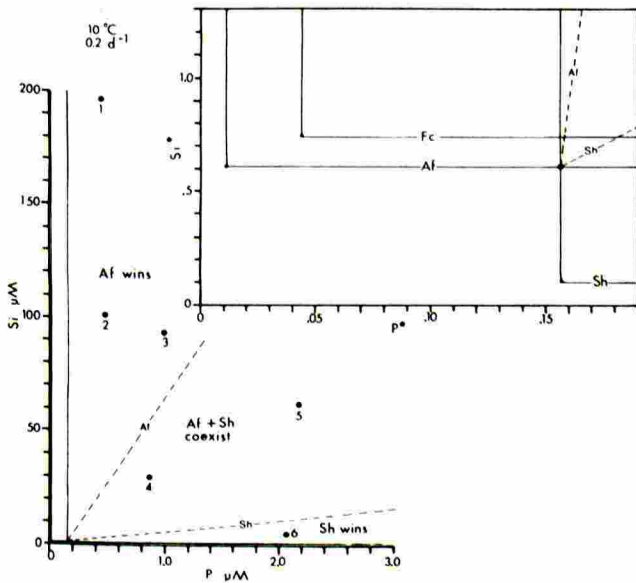 10 °C
0.2 d⁻¹
1.0
.5
0
Si*
Af
Fc
Af
Sh
Sh
0
.05
.10
.15
P*
200
150
100
50
0
Si µM
1
Af wins
2
3
Af
Af + Sh
coexist
5
4
Sh
Sh wins
6
0.0
1.0
2.0
3.0
P µM